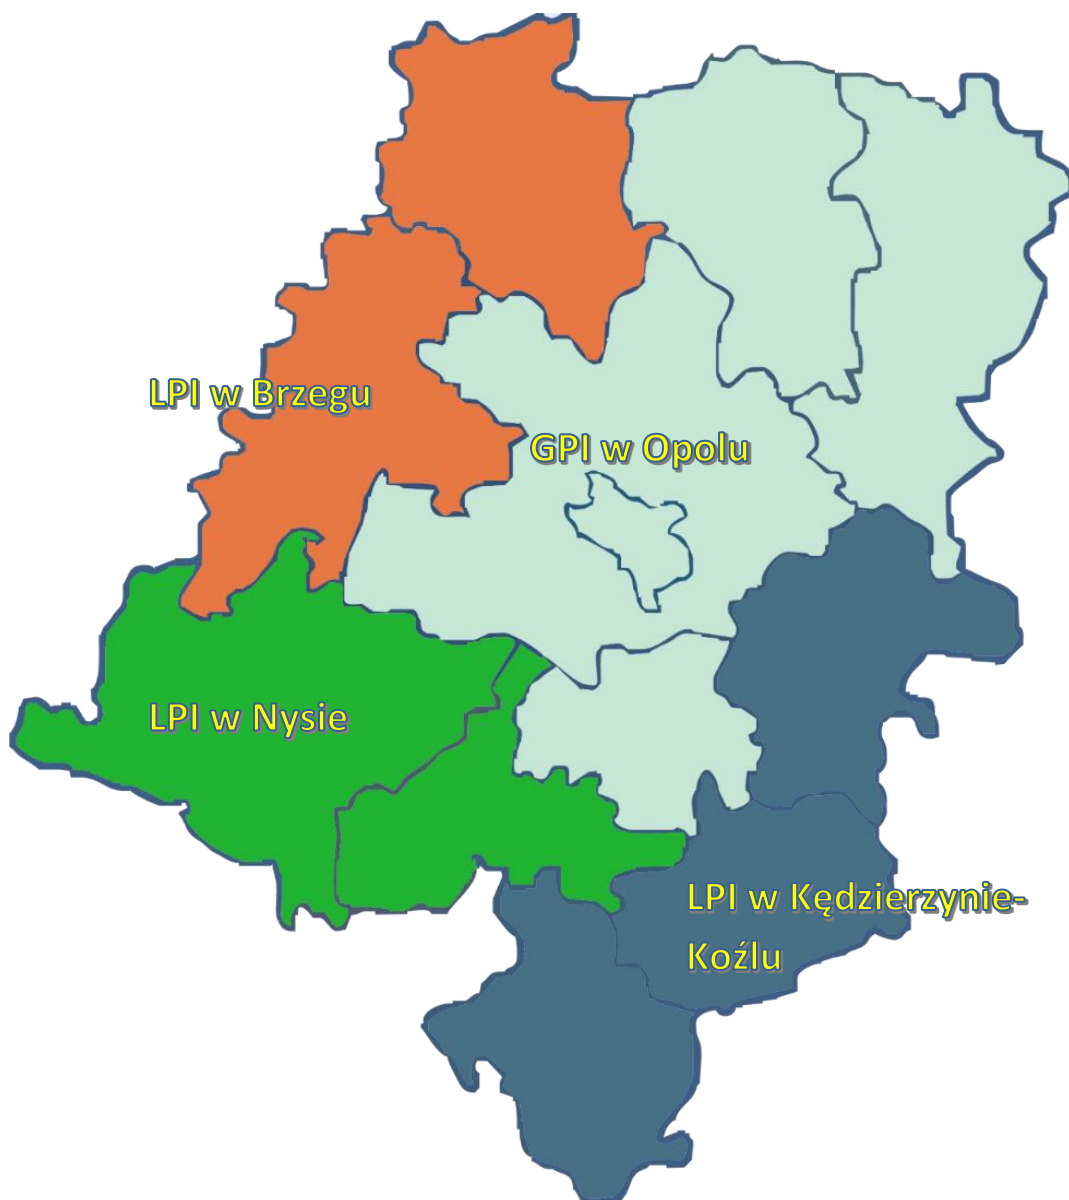 LPI w Brzegu
GPI w Opolu
LPI w Nysie
LPI w Kędzierzynie-
Koźlu